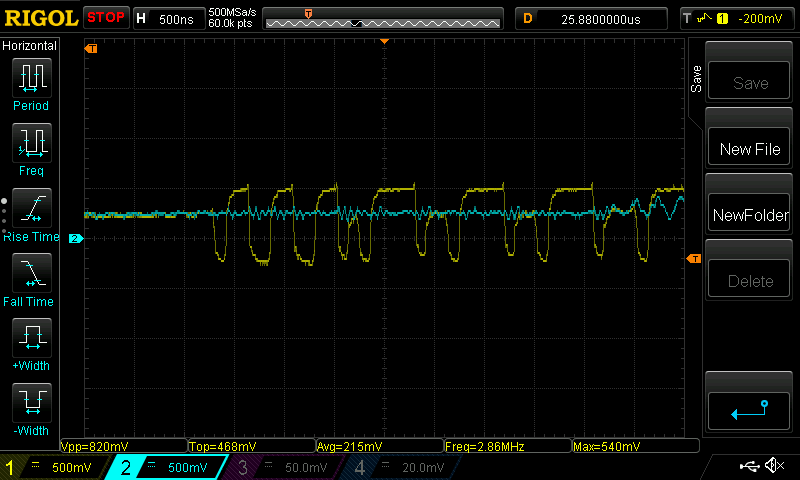 RIGOL STOP H 500ns 500MSa/s 60.0k pts D 25.8800000us T 1 -200mV
Horizontal
Period
Freq
Rise Time
Fall Time
+Width
-Width
T
T
2
T
Save
Save
New File
NewFolder
Delete
Vpp=820mV Top=468mV Avg=215mV Freq=2.86MHz Max=540mV
1 500mV 2 500mV 3 50.0mV 4 20.0mV